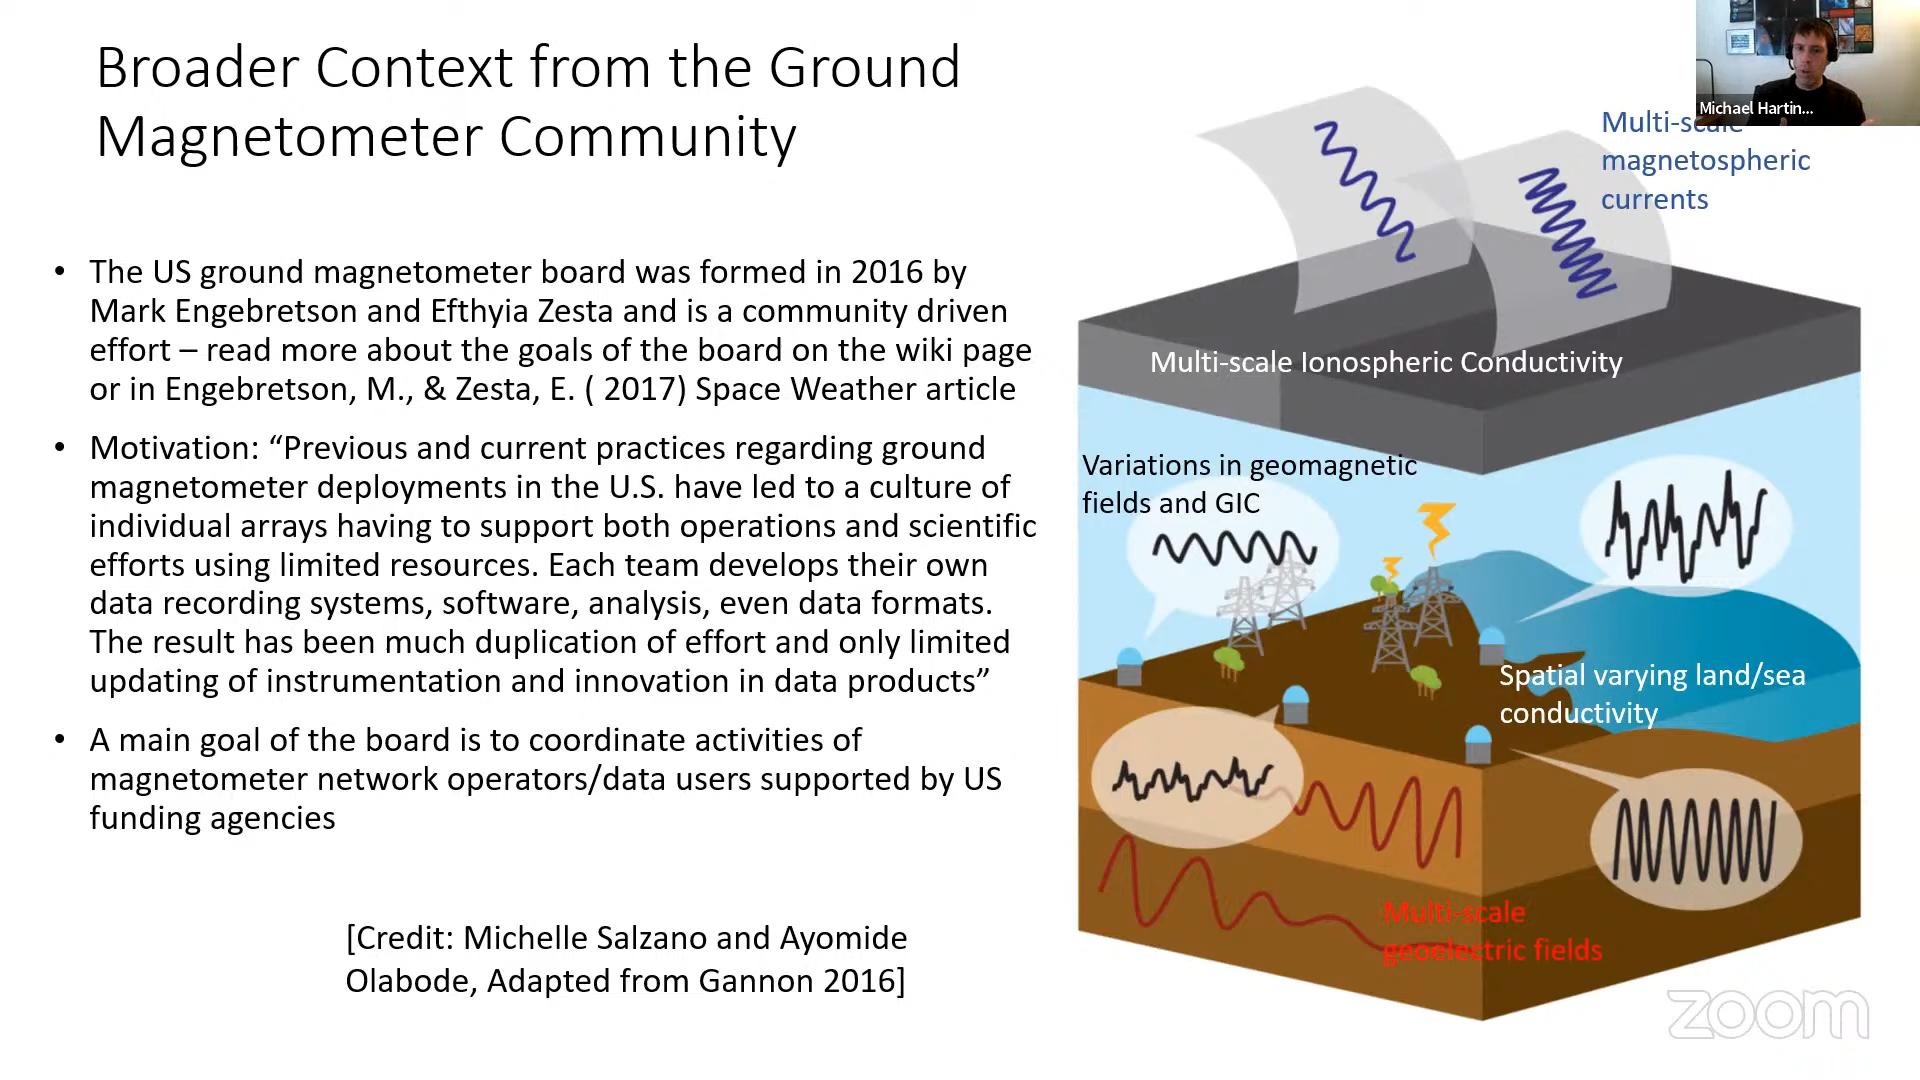 Broader Context from the Ground
Magnetometer Community
• The US ground magnetometer board was formed in 2016 by
Mark Engebretson and Efthyia Zesta and is a community driven
effort – read more about the goals of the board on the wiki page
or in Engebretson, M., & Zesta, E. ( 2017) Space Weather article
• Motivation: “Previous and current practices regarding ground
magnetometer deployments in the U.S. have led to a culture of
individual arrays having to support both operations and scientific
efforts using limited resources. Each team develops their own
data recording systems, software, analysis, even data formats.
The result has been much duplication of effort and only limited
updating of instrumentation and innovation in data products”
• A main goal of the board is to coordinate activities of
magnetometer network operators/data users supported by US
funding agencies
[Credit: Michelle Salzano and Ayomide
Olabode, Adapted from Gannon 2016]
Michael Hartin...
Multi-scale
magnetospheric
currents
Multi-scale Ionospheric Conductivity
Variations in geomagnetic
fields and GIC
Spatial varying land/sea
conductivity
Multi-scale
geoelectric fields
zoom